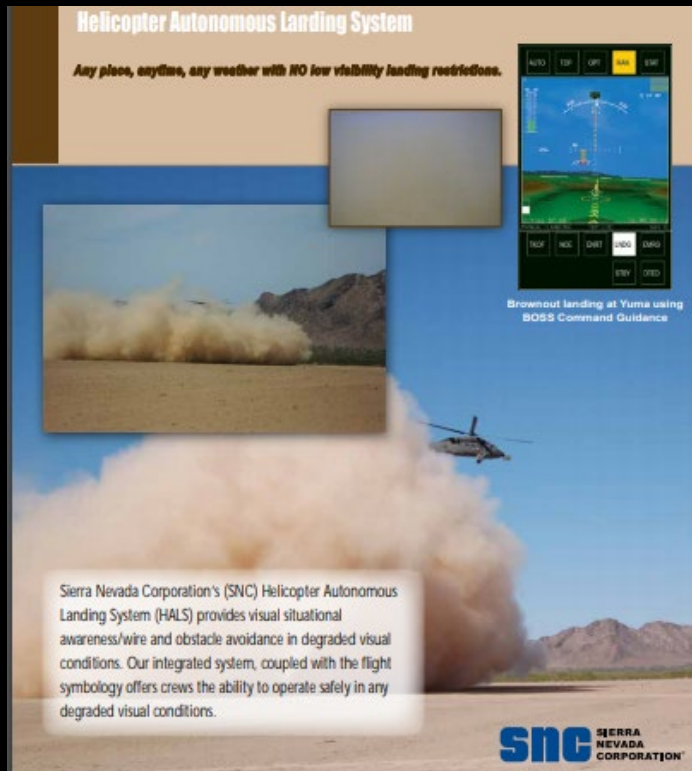 Helicopter Autonomous Landing System
Any place, anytime, any weather with NO low visibility landing restrictions.
AUTO TOP OPT NAV STAT
TKOF NOE ENRT LNDG EMRG
STBY DTED
Brownout landing at Yuma using
BOSS Command Guidance
Sierra Nevada Corporation's (SNC) Helicopter Autonomous
Landing System (HALS) provides visual situational
awareness/wire and obstacle avoidance in degraded visual
conditions. Our integrated system, coupled with the flight
symbology offers crews the ability to operate safely in any
degraded visual conditions.
snc SIERRA
NEVADA
CORPORATION